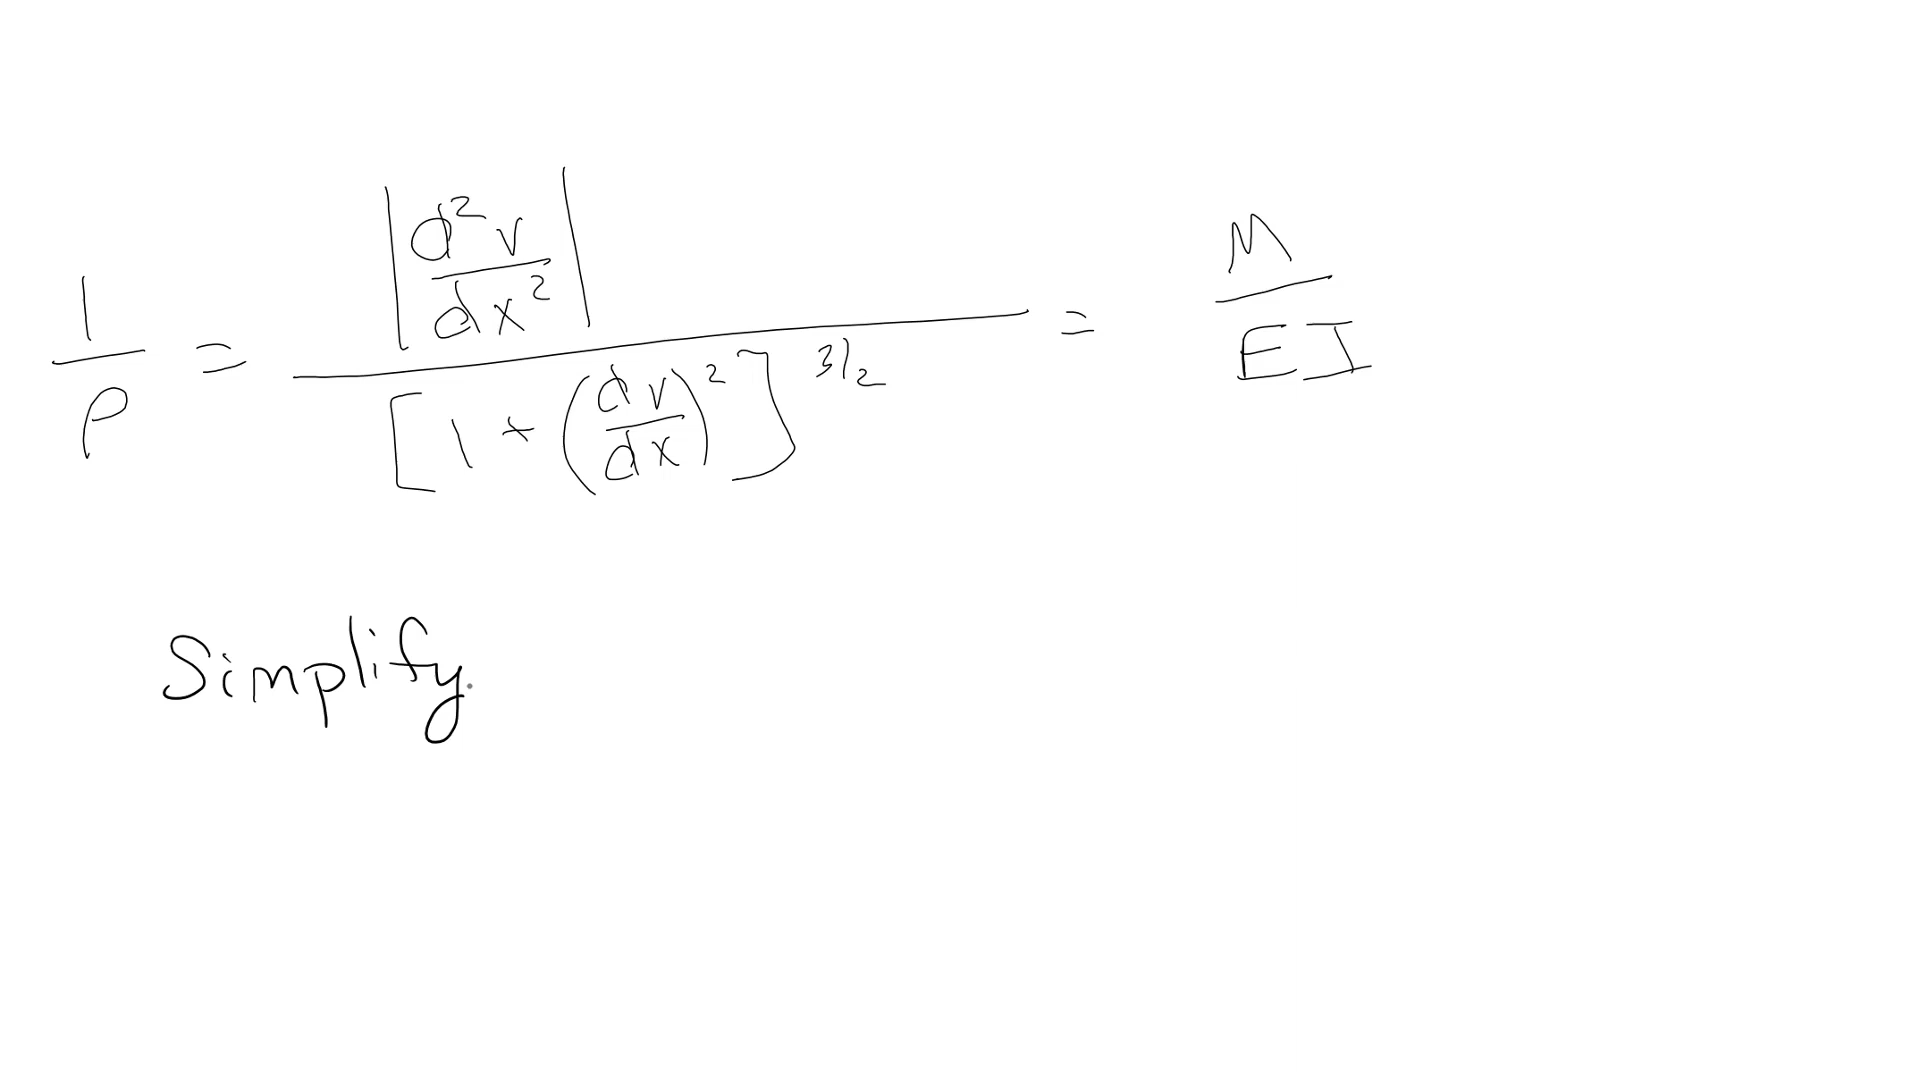 1/ρ = |d²v/dx²| / [1 + (dv/dx)²]^3/2 = M/EI
Simplify.